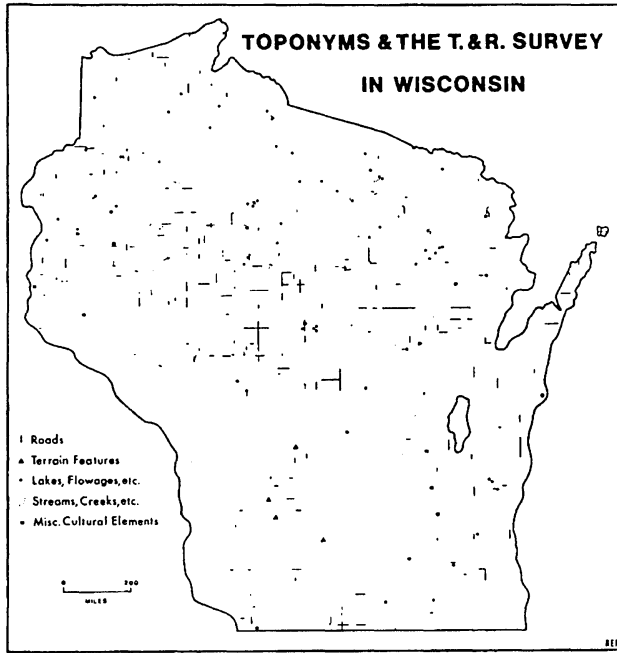 TOPONYMS & THE T.&R. SURVEY
IN WISCONSIN
Roads
Terrain Features
Lakes, Flowages, etc.
Streams, Creeks, etc.
Misc. Cultural Elements
0 200
MILES